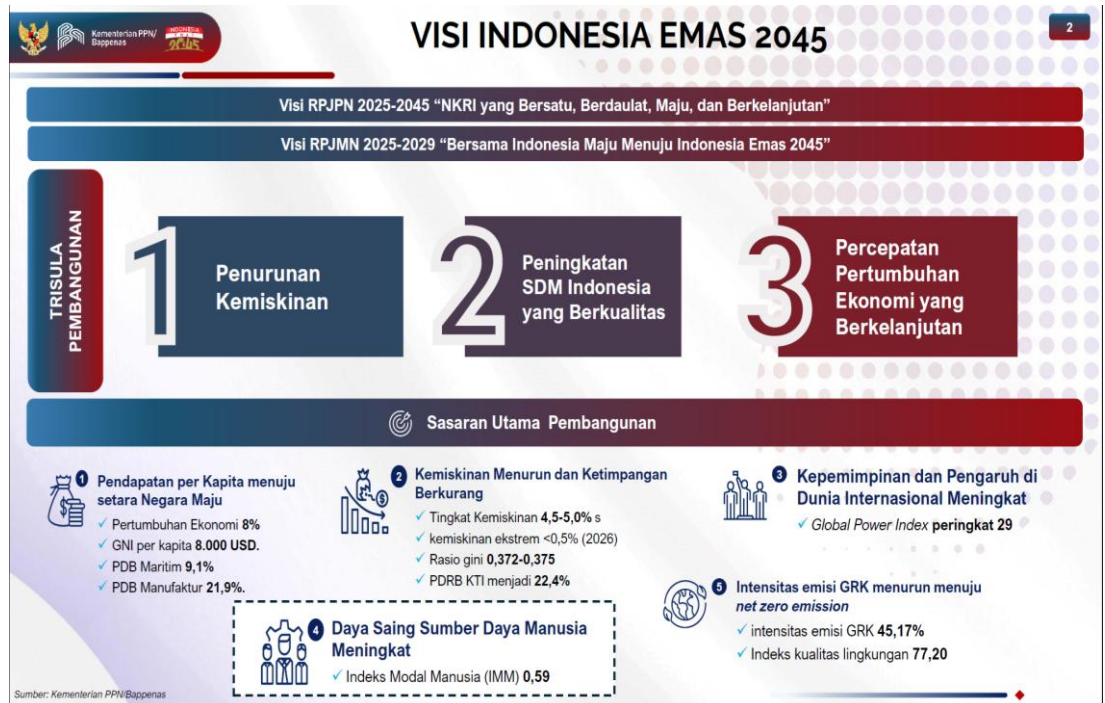 Kementerian PPN/
Bappenas
INDONESIA
EMAS
2045
VISI INDONESIA EMAS 2045
2
Visi RPJPN 2025-2045 “NKRI yang Bersatu, Berdaulat, Maju, dan Berkelanjutan”
Visi RPJMN 2025-2029 “Bersama Indonesia Maju Menuju Indonesia Emas 2045”
TRISULA
PEMBANGUNAN
1
Penurunan
Kemiskinan
2
Peningkatan
SDM Indonesia
yang Berkualitas
3
Percepatan
Pertumbuhan
Ekonomi yang
Berkelanjutan
Sasaran Utama Pembangunan
1 Pendapatan per Kapita menuju
setara Negara Maju
✓ Pertumbuhan Ekonomi 8%
✓ GNI per kapita 8.000 USD.
✓ PDB Maritim 9,1%
✓ PDB Manufaktur 21,9%.
2 Kemiskinan Menurun dan Ketimpangan
Berkurang
✓ Tingkat Kemiskinan 4,5-5,0% s
✓ kemiskinan ekstrem <0,5% (2026)
✓ Rasio gini 0,372-0,375
✓ PDRB KTI menjadi 22,4%
3 Kepemimpinan dan Pengaruh di
Dunia Internasional Meningkat
✓ Global Power Index peringkat 29
4 Daya Saing Sumber Daya Manusia
Meningkat
✓ Indeks Modal Manusia (IMM) 0,59
5 Intensitas emisi GRK menurun menuju
net zero emission
✓ intensitas emisi GRK 45,17%
✓ Indeks kualitas lingkungan 77,20
Sumber: Kementerian PPN/Bappenas